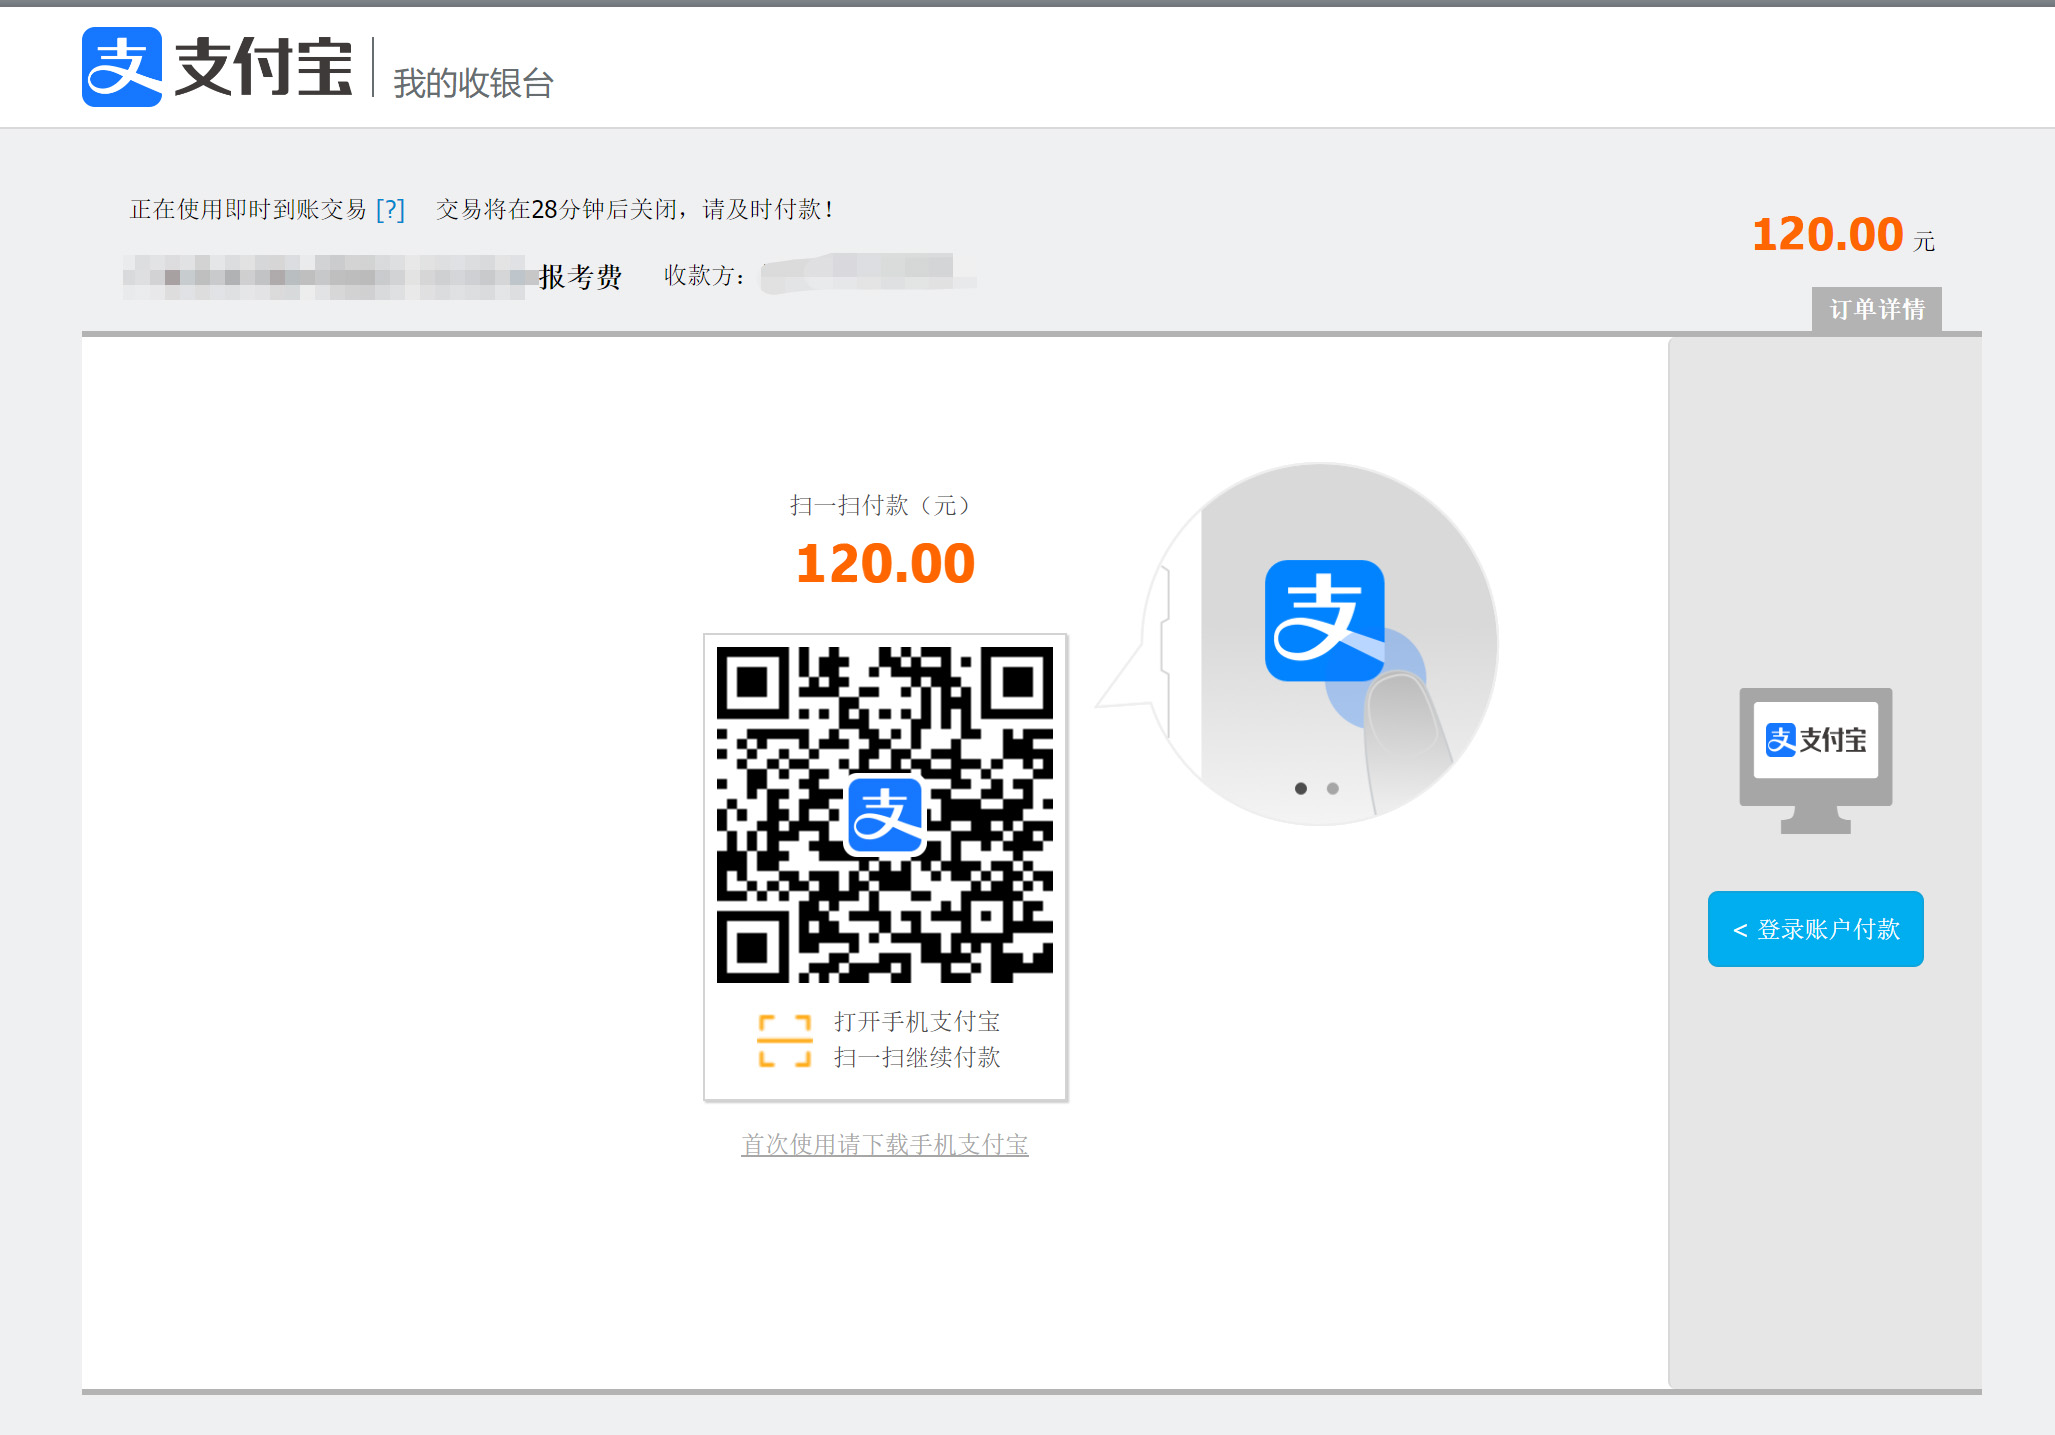 支付宝 我的收银台
正在使用即时到账交易 [?] 交易将在28分钟后关闭，请及时付款！
120.00 元
报考费 收款方：
订单详情
扫一扫付款（元）
120.00
支付宝
< 登录账户付款
打开手机支付宝
扫一扫继续付款
首次使用请下载手机支付宝